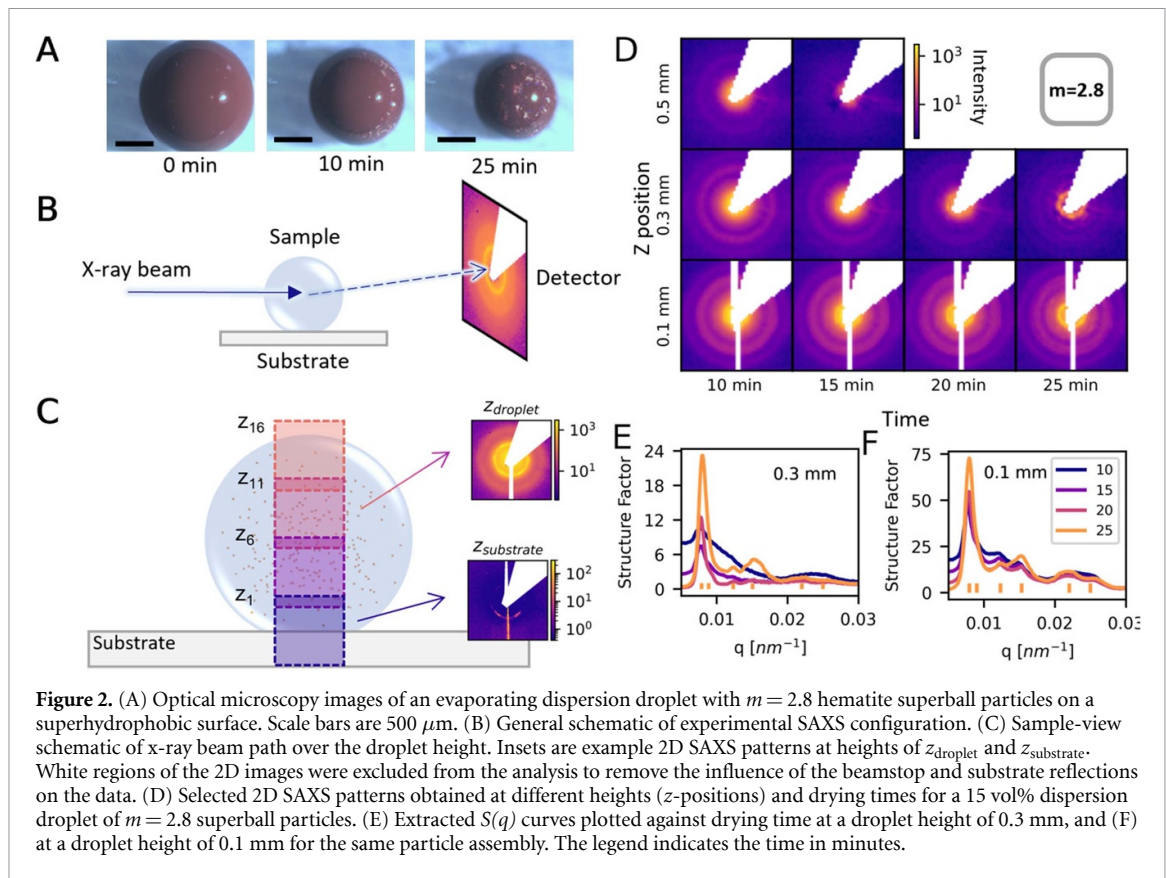 A
0 min
10 min
25 min
B
Sample
X-ray beam
Detector
Substrate
C
z16
z11
z6
z1
Substrate
zdroplet
10³
10¹
zsubstrate
10²
10¹
10⁰
D
10³
10¹
Intensity
m=2.8
Z position
0.5 mm
0.3 mm
0.1 mm
10 min
15 min
20 min
25 min
Time
E
0.3 mm
Structure Factor
24
18
12
6
0
0.01
0.02
0.03
q [nm⁻¹]
F
0.1 mm
10
15
20
25
Structure Factor
75
50
25
0
0.01
0.02
0.03
q [nm⁻¹]
Figure 2. (A) Optical microscopy images of an evaporating dispersion droplet with m = 2.8 hematite superball particles on a
superhydrophobic surface. Scale bars are 500 μm. (B) General schematic of experimental SAXS configuration. (C) Sample-view
schematic of x-ray beam path over the droplet height. Insets are example 2D SAXS patterns at heights of zdroplet and zsubstrate.
White regions of the 2D images were excluded from the analysis to remove the influence of the beamstop and substrate reflections
on the data. (D) Selected 2D SAXS patterns obtained at different heights (z-positions) and drying times for a 15 vol% dispersion
droplet of m = 2.8 superball particles. (E) Extracted S(q) curves plotted against drying time at a droplet height of 0.3 mm, and (F)
at a droplet height of 0.1 mm for the same particle assembly. The legend indicates the time in minutes.